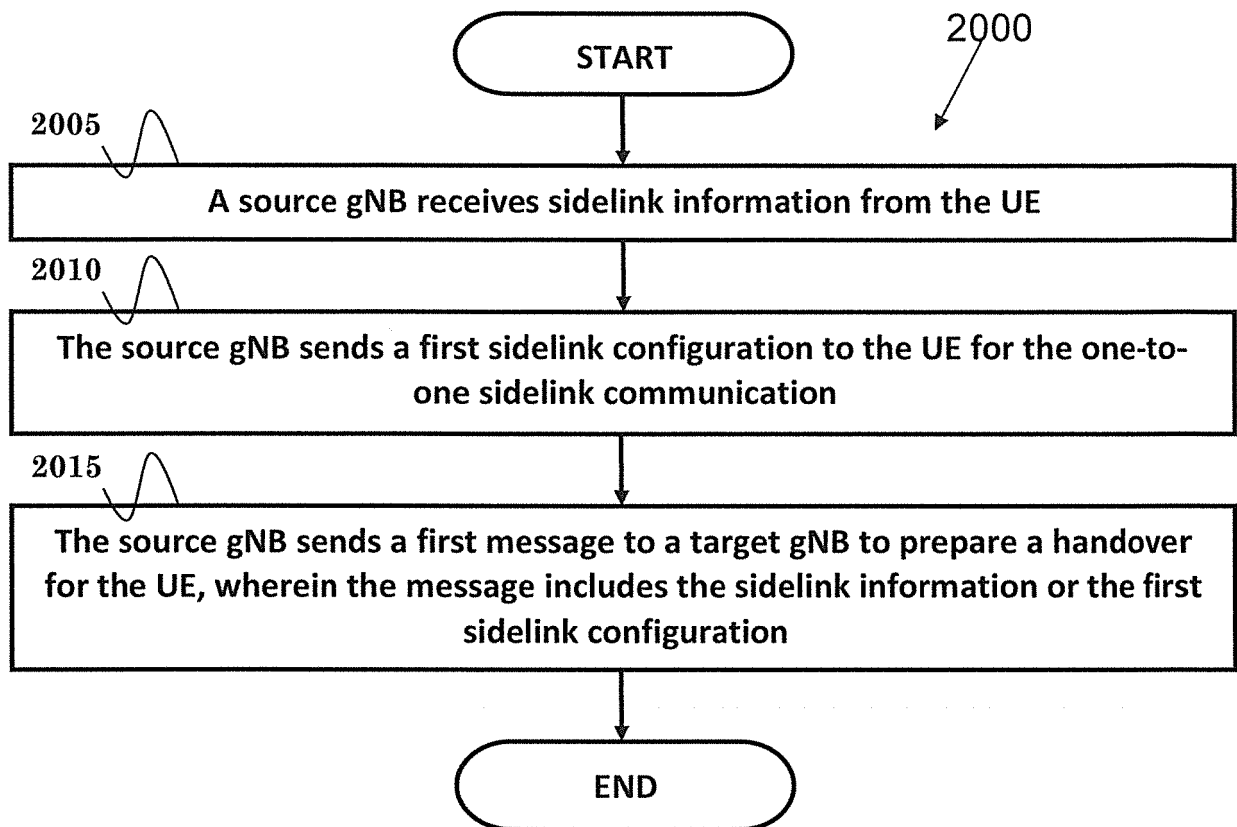 START
2000
2005
A source gNB receives sidelink information from the UE
2010
The source gNB sends a first sidelink configuration to the UE for the one-to-
one sidelink communication
2015
The source gNB sends a first message to a target gNB to prepare a handover
for the UE, wherein the message includes the sidelink information or the first
sidelink configuration
END